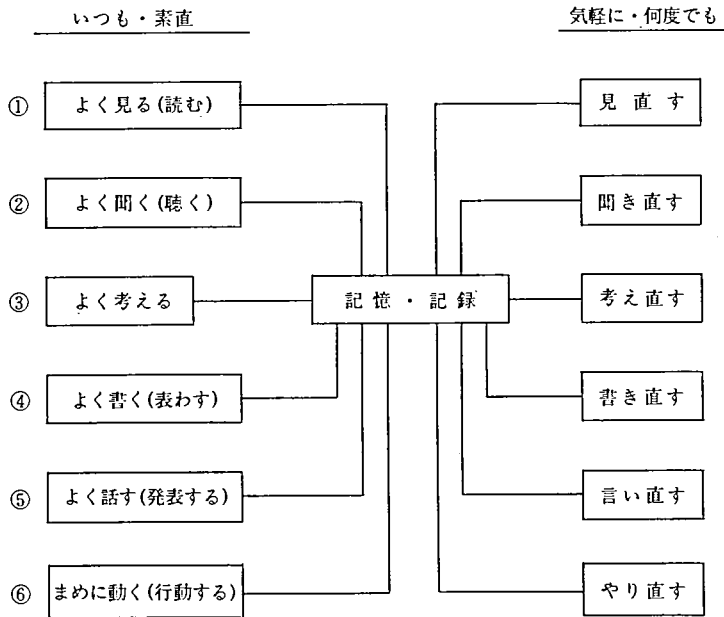 いつも・素直
気軽に・何度でも
① よく見る(読む)
見直す
② よく聞く(聴く)
聞き直す
③ よく考える
記憶・記録
考え直す
④ よく書く(表わす)
書き直す
⑤ よく話す(発表する)
言い直す
⑥ まめに動く(行動する)
やり直す